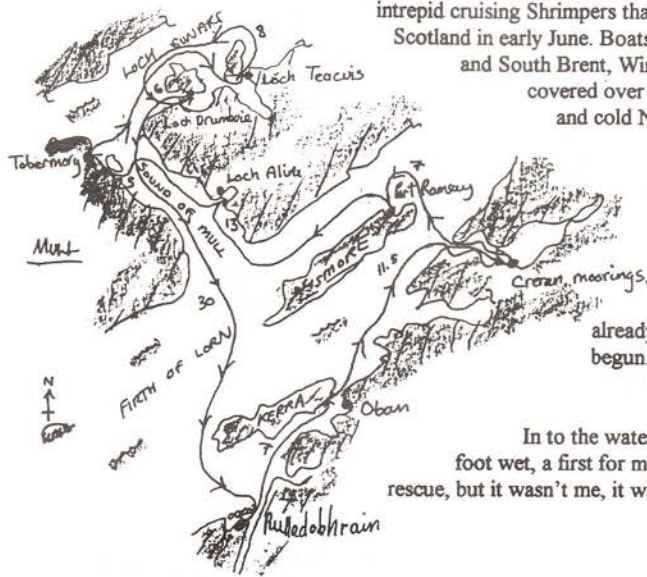 intrepid cruising Shrimpers tha
Scotland in early June. Boats
and South Brent, Win
covered over
and cold N
already
begun.
In to the wate
foot wet, a first for m
rescue, but it wasn't me, it wa
LOCH SUNART
8
Loch Teacuis
6
Loch Drumbuie
Tobermory
5
SOUND OF MULL
Loch Aline
13
MULL
7
Port Ramsay
LISMORE
11.5
Creran moorings.
30
FIRTH OF LORN
N
KERRA
7
Oban
Puilladobhrain